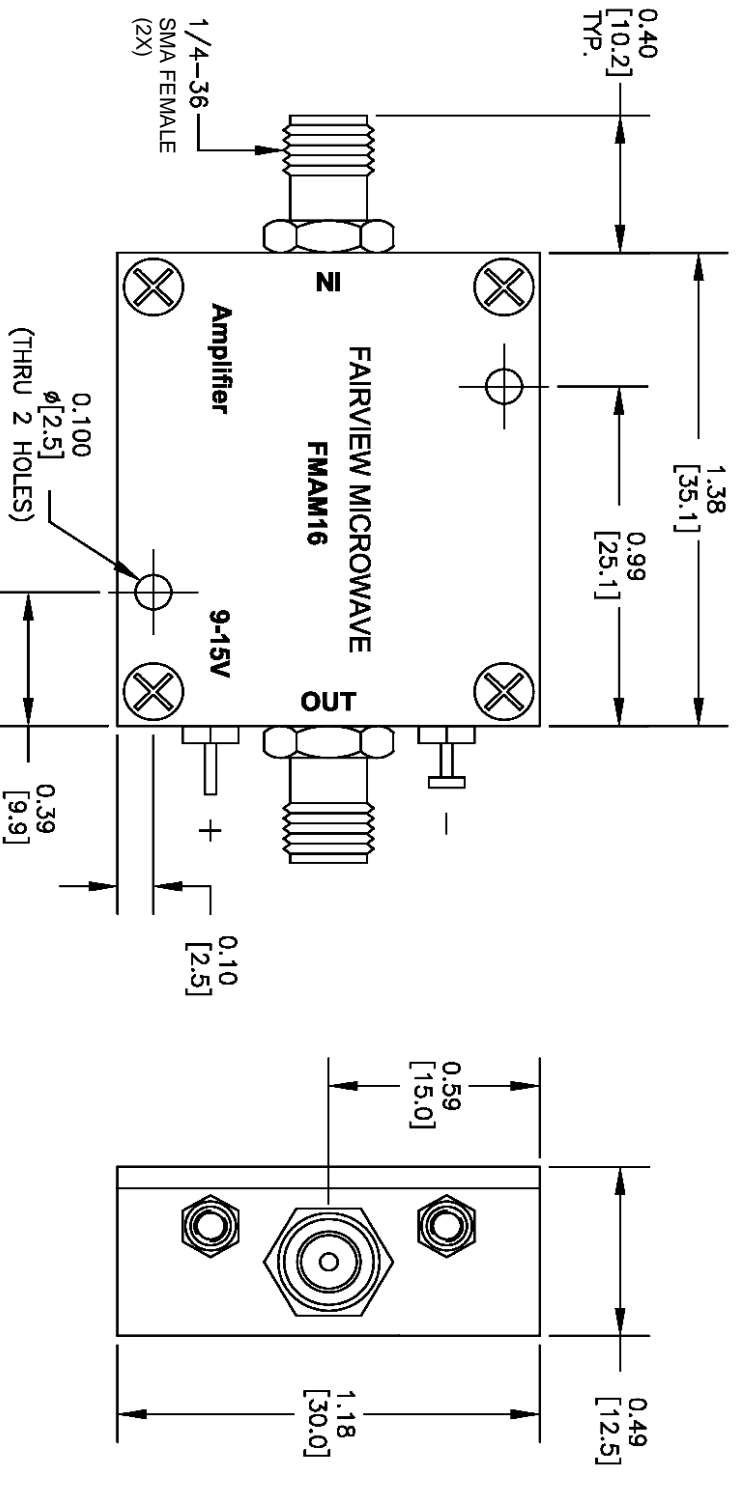 0.40
[10.2]
TYP.
1.38
[35.1]
0.99
[25.1]
1/4-36
SMA FEMALE
(2X)
IN
FAIRVIEW MICROWAVE
FMAM16
Amplifier
9-15V
OUT
-
+
0.100
ø[2.5]
(THRU 2 HOLES)
0.39
[9.9]
0.10
[2.5]
0.59
[15.0]
0.49
[12.5]
1.18
[30.0]